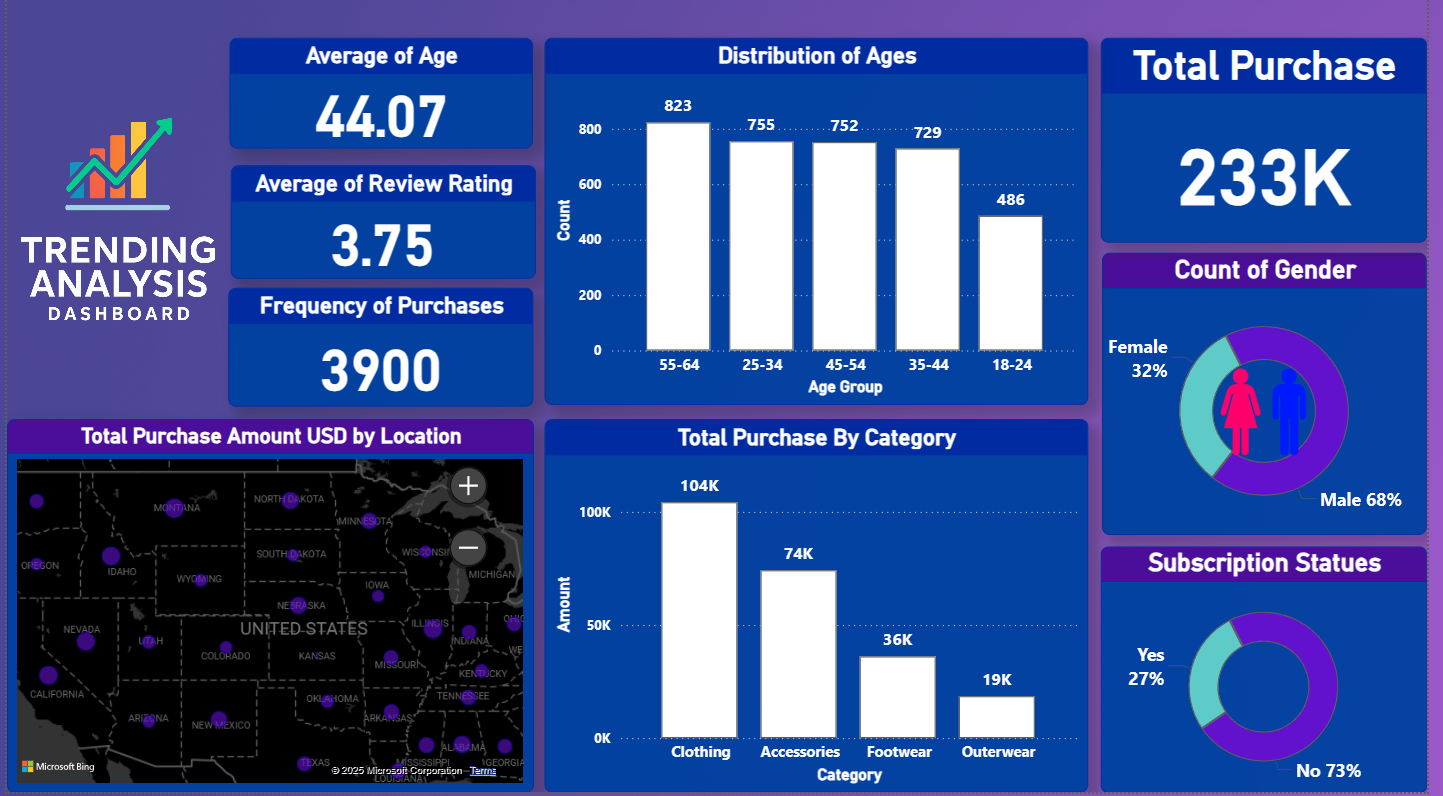 TRENDING
ANALYSIS
DASHBOARD
Average of Age
44.07
Average of Review Rating
3.75
Frequency of Purchases
3900
Distribution of Ages
Count
800
600
400
200
0
823
755
752
729
486
55-64
25-34
45-54
35-44
18-24
Age Group
Total Purchase
233K
Count of Gender
Female
32%
Male 68%
Total Purchase Amount USD by Location
MONTANA
NORTH DAKOTA
MINNESOTA
OREGON
IDAHO
WYOMING
SOUTH DAKOTA
WISCONSIN
MICHIGAN
IOWA
NEBRASKA
UNITED STATES
NEVADA
UTAH
COLORADO
KANSAS
ILLINOIS
INDIANA
OHIO
WE
MISSOURI
KENTUCKY
CALIFORNIA
OKLAHOMA
TENNESSEE
ARIZONA
NEW MEXICO
ARKANSAS
TEXAS
MISSISSIPPI
ALABAMA
GEORGIA
LOUISIANA
Microsoft Bing
© 2025 Microsoft Corporation Terms
Total Purchase By Category
Amount
100K
50K
0K
104K
74K
36K
19K
Clothing
Accessories
Footwear
Outerwear
Category
Subscription Statues
Yes
27%
No 73%